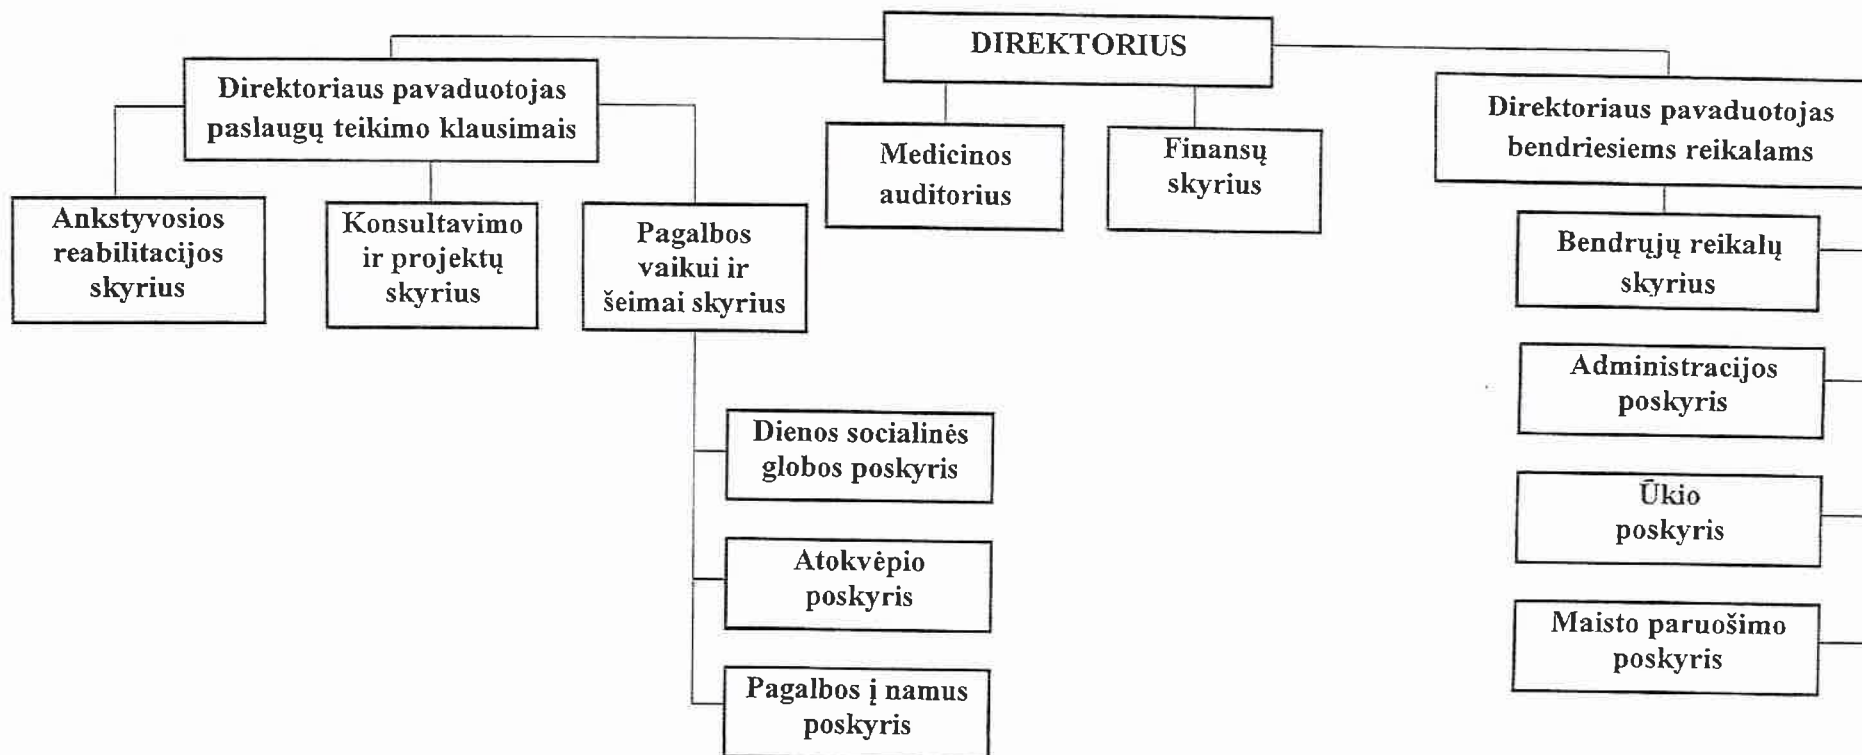 DIREKTORIUS
Direktoriaus pavaduotojas
paslaugų teikimo klausimais
Medicinos
auditorius
Finansų
skyrius
Direktoriaus pavaduotojas
bendriesiems reikalams
Ankstyvosios
reabilitacijos
skyrius
Konsultavimo
ir projektų
skyrius
Pagalbos
vaikui ir
šeimai skyrius
Bendrųjų reikalų
skyrius
Administracijos
poskyris
Dienos socialinės
globos poskyris
Ūkio
poskyris
Atokvėpio
poskyris
Maisto paruošimo
poskyris
Pagalbos į namus
poskyris